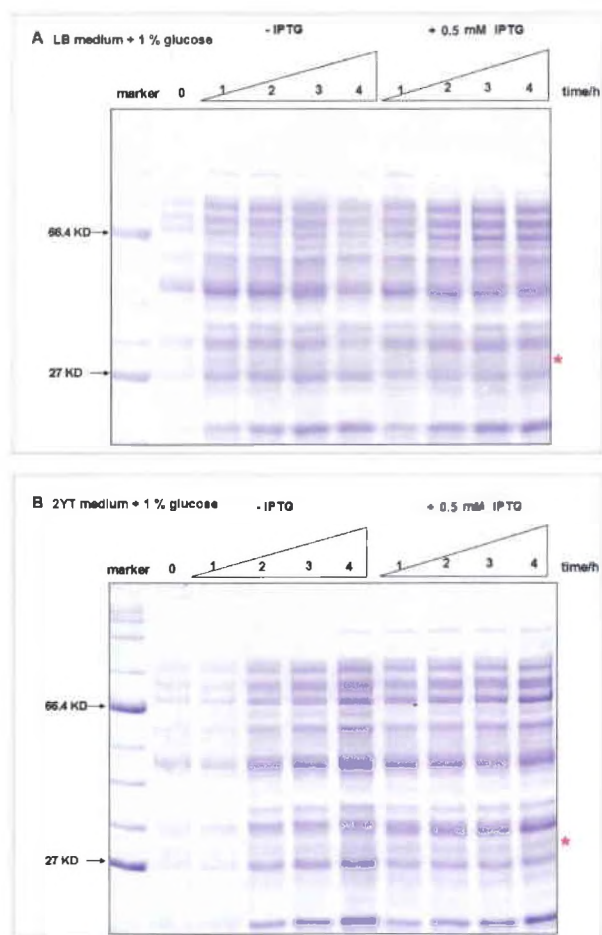 A LB medium + 1 % glucose - IPTG + 0.5 mM IPTG
marker 0 1 2 3 4 1 2 3 4 time/h
66.4 KD
27 KD
*
B 2YT medium + 1 % glucose - IPTG + 0.5 mM IPTG
marker 0 1 2 3 4 1 2 3 4 time/h
66.4 KD
27 KD
*